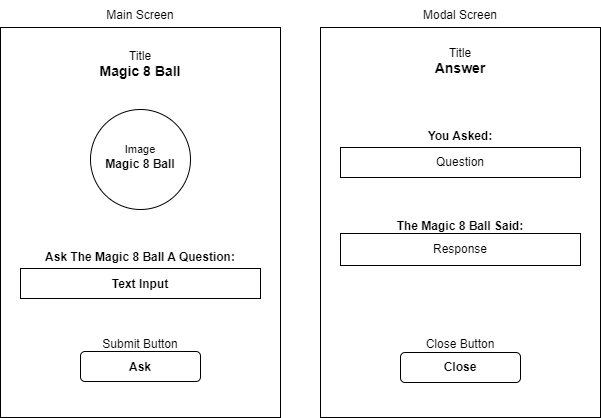 Main Screen
Title
Magic 8 Ball
Image
Magic 8 Ball
Ask The Magic 8 Ball A Question:
Text Input
Submit Button
Ask
Modal Screen
Title
Answer
You Asked:
Question
The Magic 8 Ball Said:
Response
Close Button
Close